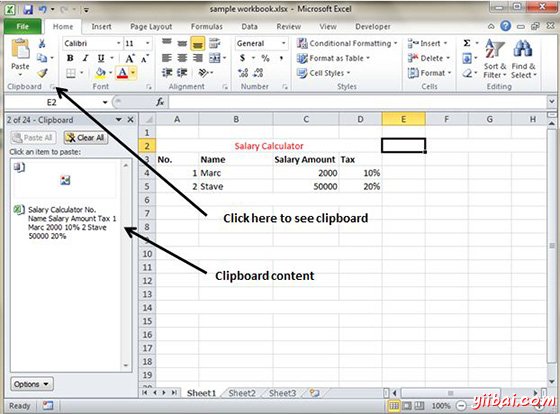 sample workbook.xlsx - Microsoft Excel
File Home Insert Page Layout Formulas Data Review View Developer
Paste
Calibri 11
B I U
General
$ % ,
Conditional Formatting
Format as Table
Cell Styles
Insert
Delete
Format
Σ
Clipboard Font Alignment Number Styles Cells Editing
E2 fx
2 of 24 - Clipboard
Paste All Clear All
Click an item to paste:
Salary Calculator No.
Name Salary Amount Tax 1
Marc 2000 10% 2 Stave
50000 20%
Options
A B C D E F G H
1
2 Salary Calculator
3 No. Name Salary Amount Tax
4 1 Marc 2000 10%
5 2 Stave 50000 20%
6
7
Click here to see clipboard
8
9
10
Clipboard content
11
12
13
14
15
16
17
18
19
20
Sheet1 Sheet2 Sheet3
Ready 100%
yiibai.com